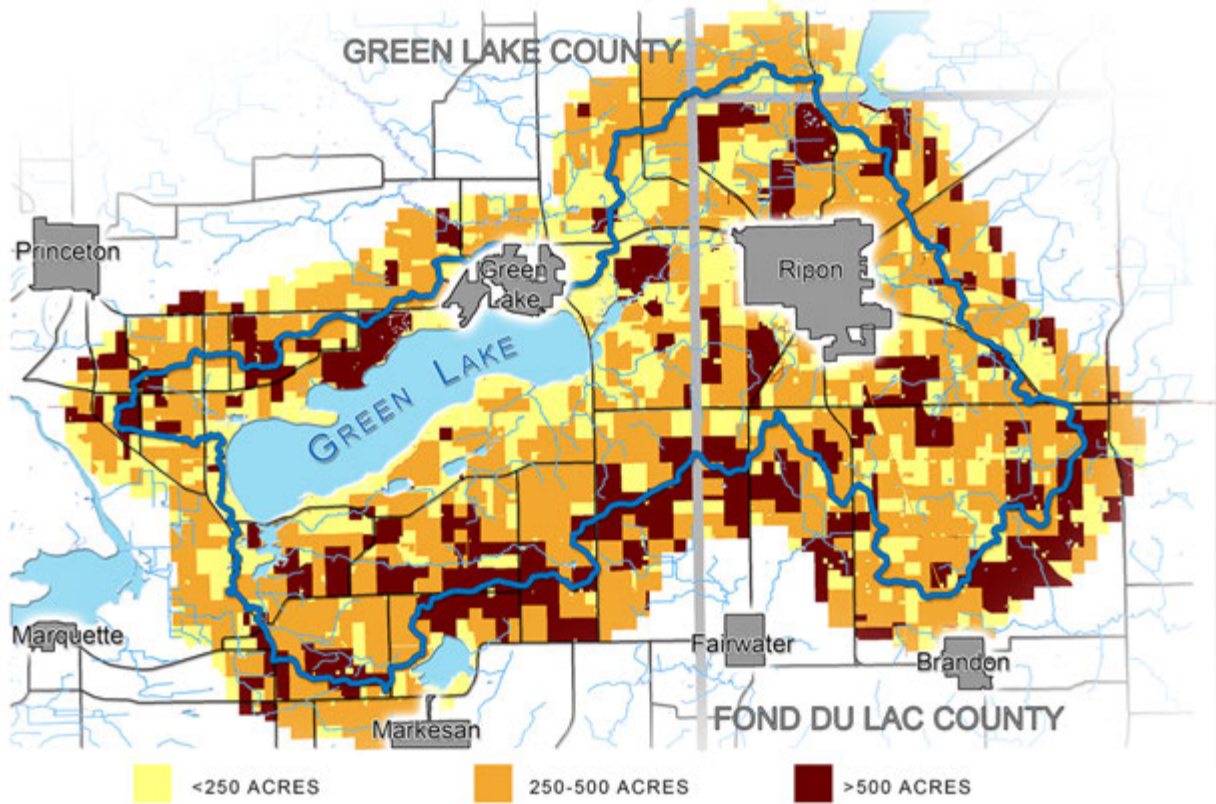 GREEN LAKE COUNTY
Princeton
Green
Lake
Ripon
GREEN LAKE
Marquette
Fairwater
Brandon
Markesan
FOND DU LAC COUNTY
<250 ACRES
250-500 ACRES
>500 ACRES